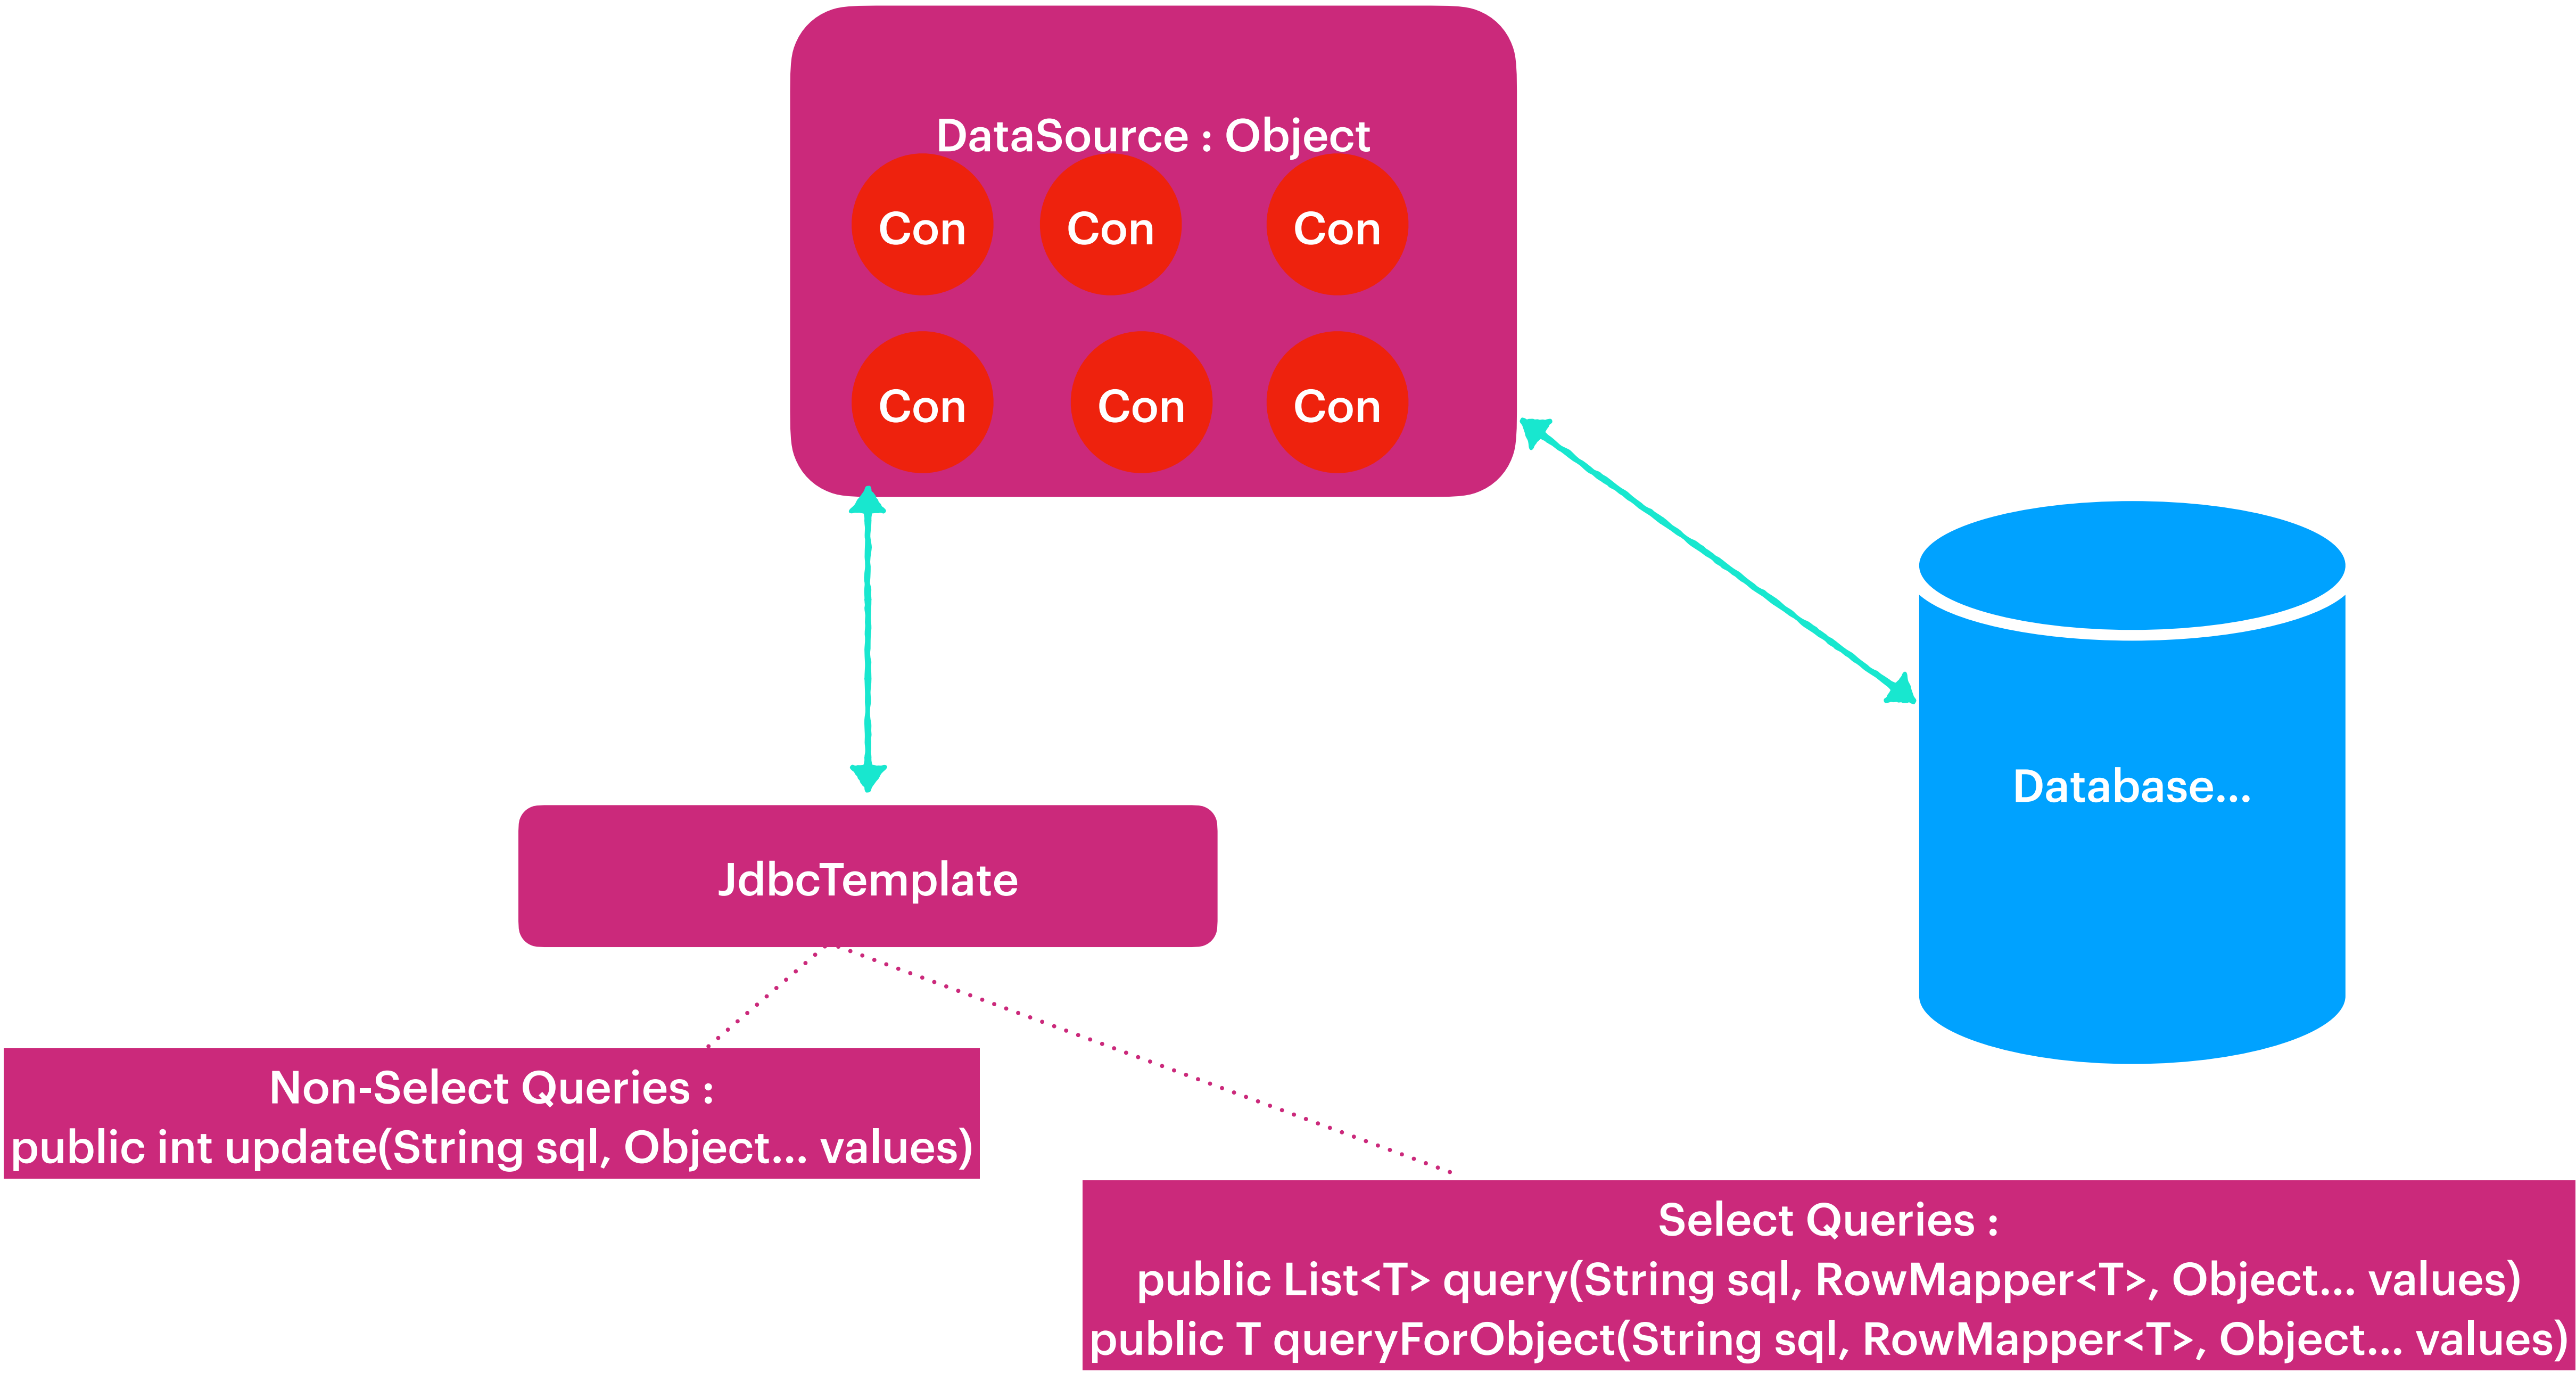 DataSource : Object
Con Con Con
Con Con Con
Database...
JdbcTemplate
Non-Select Queries :
public int update(String sql, Object... values)
Select Queries :
public List<T> query(String sql, RowMapper<T>, Object... values)
public T queryForObject(String sql, RowMapper<T>, Object... values)